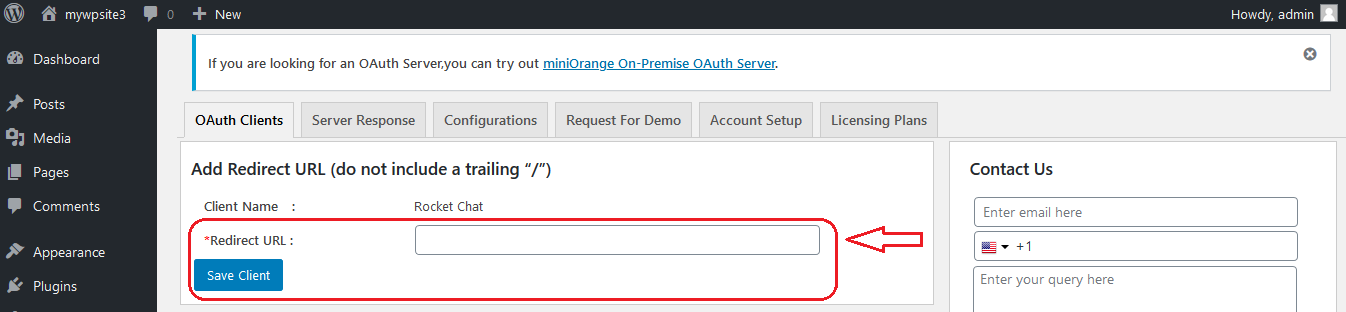 mywpsite3 0 + New Howdy, admin
Dashboard
Posts
Media
Pages
Comments
Appearance
Plugins
If you are looking for an OAuth Server,you can try out miniOrange On-Premise OAuth Server.
OAuth Clients Server Response Configurations Request For Demo Account Setup Licensing Plans
Add Redirect URL (do not include a trailing “/”)
Client Name :
Rocket Chat
*Redirect URL :
Save Client
Contact Us
Enter email here
+1
Enter your query here